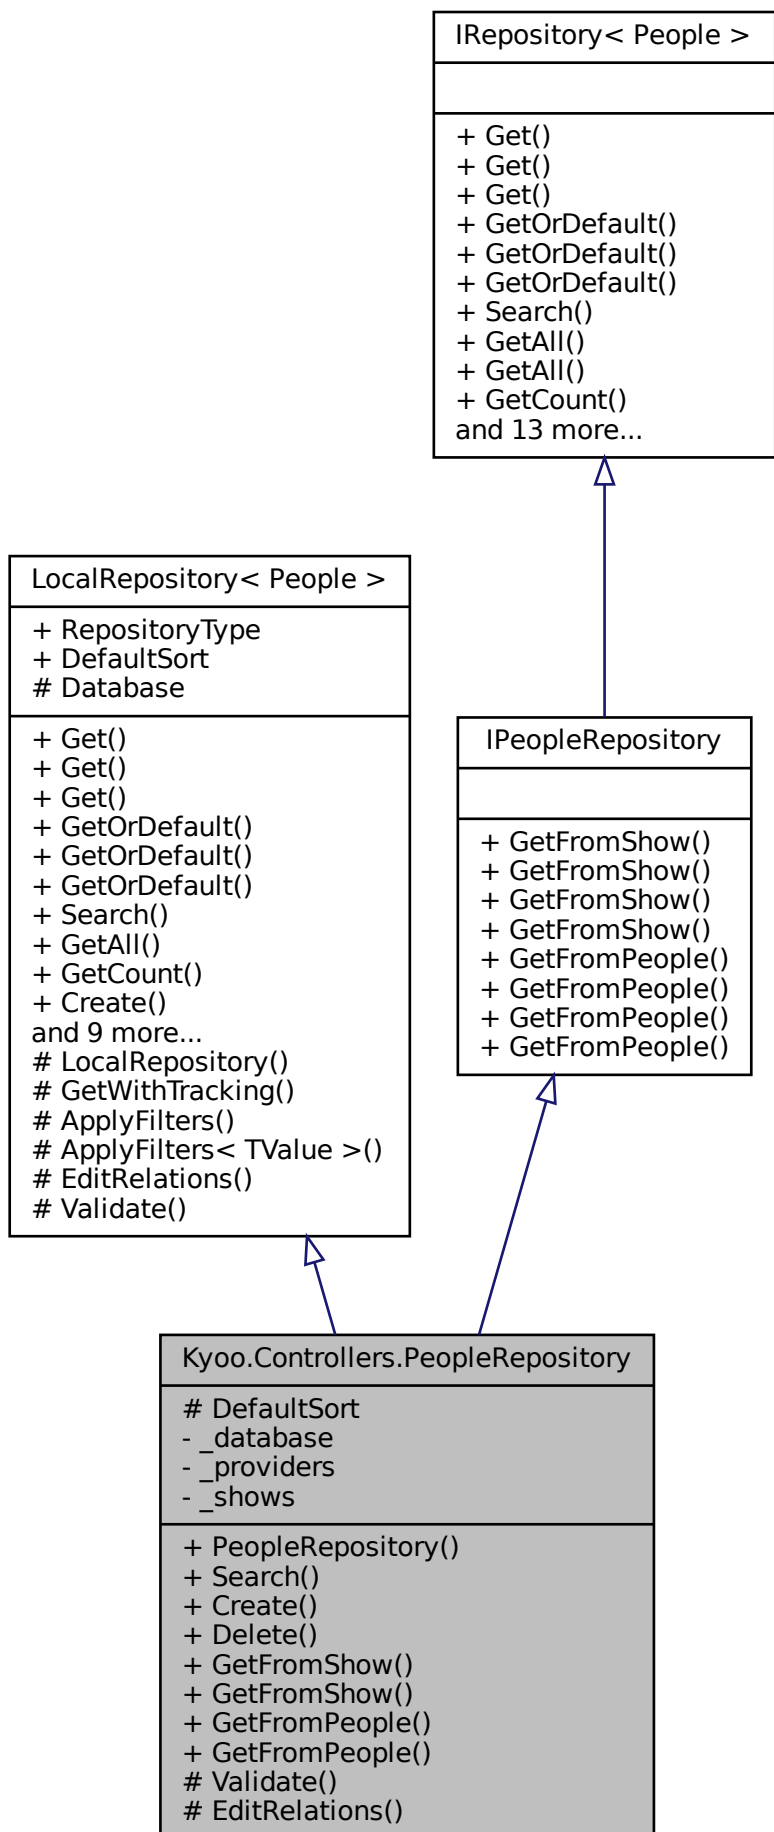 IRepository< People >
+ Get()
+ Get()
+ Get()
+ GetOrDefault()
+ GetOrDefault()
+ GetOrDefault()
+ Search()
+ GetAll()
+ GetAll()
+ GetCount()
and 13 more...
LocalRepository< People >
+ RepositoryType
+ DefaultSort
# Database
+ Get()
+ Get()
+ Get()
+ GetOrDefault()
+ GetOrDefault()
+ GetOrDefault()
+ Search()
+ GetAll()
+ GetCount()
+ Create()
and 9 more...
# LocalRepository()
# GetWithTracking()
# ApplyFilters()
# ApplyFilters< TValue >()
# EditRelations()
# Validate()
IPeopleRepository
+ GetFromShow()
+ GetFromShow()
+ GetFromShow()
+ GetFromShow()
+ GetFromPeople()
+ GetFromPeople()
+ GetFromPeople()
+ GetFromPeople()
Kyoo.Controllers.PeopleRepository
# DefaultSort
- _database
- _providers
- _shows
+ PeopleRepository()
+ Search()
+ Create()
+ Delete()
+ GetFromShow()
+ GetFromShow()
+ GetFromPeople()
+ GetFromPeople()
# Validate()
# EditRelations()